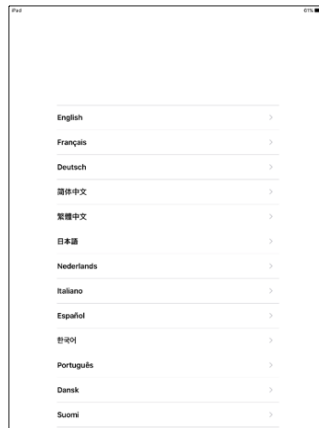 iPad 61%
English
Français
Deutsch
简体中文
繁體中文
日本語
Nederlands
Italiano
Español
한국어
Português
Dansk
Suomi